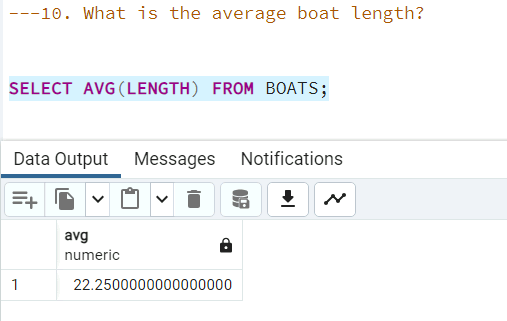 ---10. What is the average boat length?
SELECT AVG(LENGTH) FROM BOATS;
Data Output Messages Notifications
avg
numeric
1 22.2500000000000000